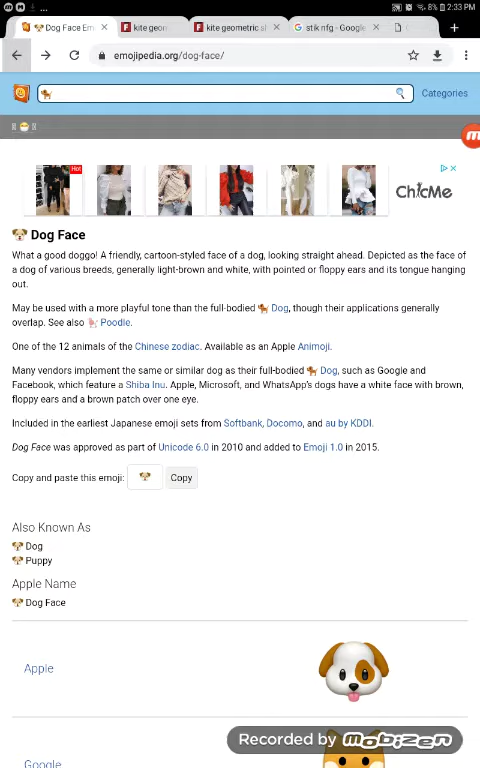 8% 2:33 PM
Dog Face Em
kite geon
kite geometric sl
stik nfg - Google
emojipedia.org/dog-face/
Categories
Hot
ChicMe
Dog Face
What a good doggo! A friendly, cartoon-styled face of a dog, looking straight ahead. Depicted as the face
of a dog of various breeds, generally light-brown and white, with pointed or floppy ears and its tongue hanging
out.
May be used with a more playful tone than the full-bodied 🐕 Dog, though their applications generally
overlap. See also 🐩 Poodle.
One of the 12 animals of the Chinese zodiac. Available as an Apple Animoji.
Many vendors implement the same or similar dog as their full-bodied 🐕 Dog, such as Google and
Facebook, which feature a Shiba Inu. Apple, Microsoft, and WhatsApp's dogs have a white face with brown,
floppy ears and a brown patch over one eye.
Included in the earliest Japanese emoji sets from Softbank, Docomo, and au by KDDI.
Dog Face was approved as part of Unicode 6.0 in 2010 and added to Emoji 1.0 in 2015.
Copy and paste this emoji: 🐶 Copy
Also Known As
🐶 Dog
🐶 Puppy
Apple Name
🐶 Dog Face
Apple
Google
Recorded by mobizen